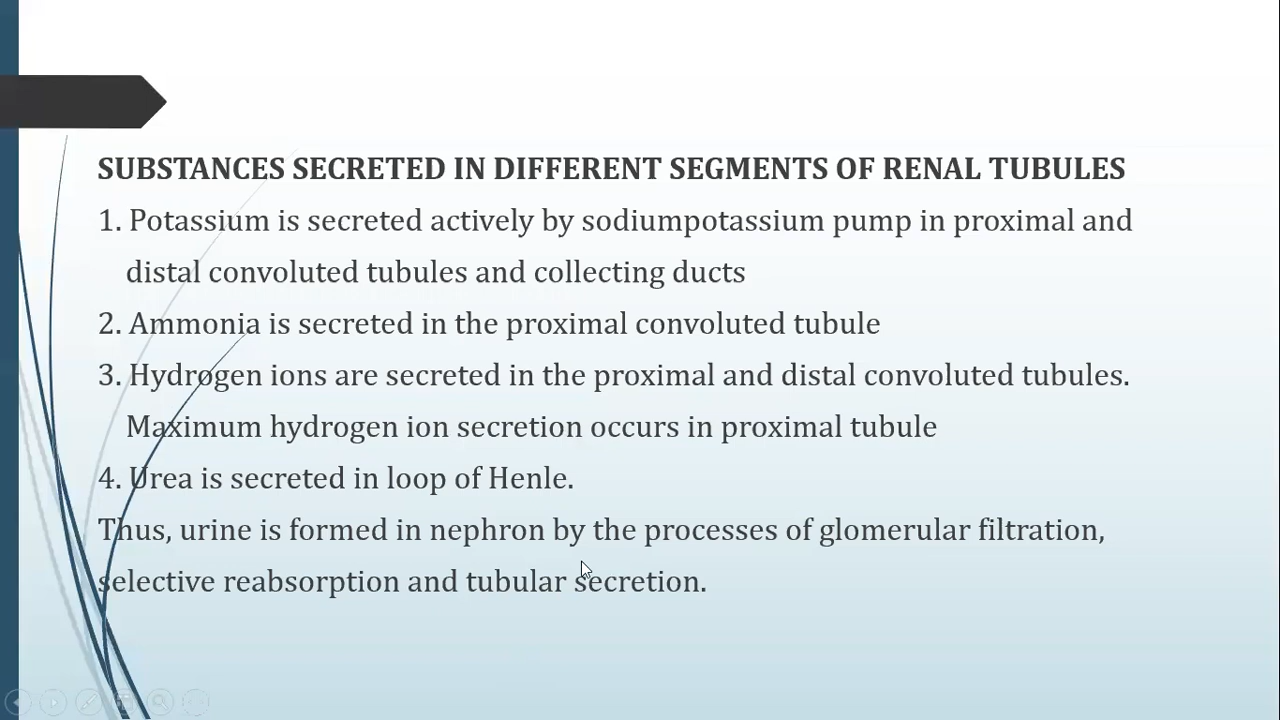 SUBSTANCES SECRETED IN DIFFERENT SEGMENTS OF RENAL TUBULES
1. Potassium is secreted actively by sodiumpotassium pump in proximal and
distal convoluted tubules and collecting ducts
2. Ammonia is secreted in the proximal convoluted tubule
3. Hydrogen ions are secreted in the proximal and distal convoluted tubules.
Maximum hydrogen ion secretion occurs in proximal tubule
4. Urea is secreted in loop of Henle.
Thus, urine is formed in nephron by the processes of glomerular filtration,
selective reabsorption and tubular secretion.